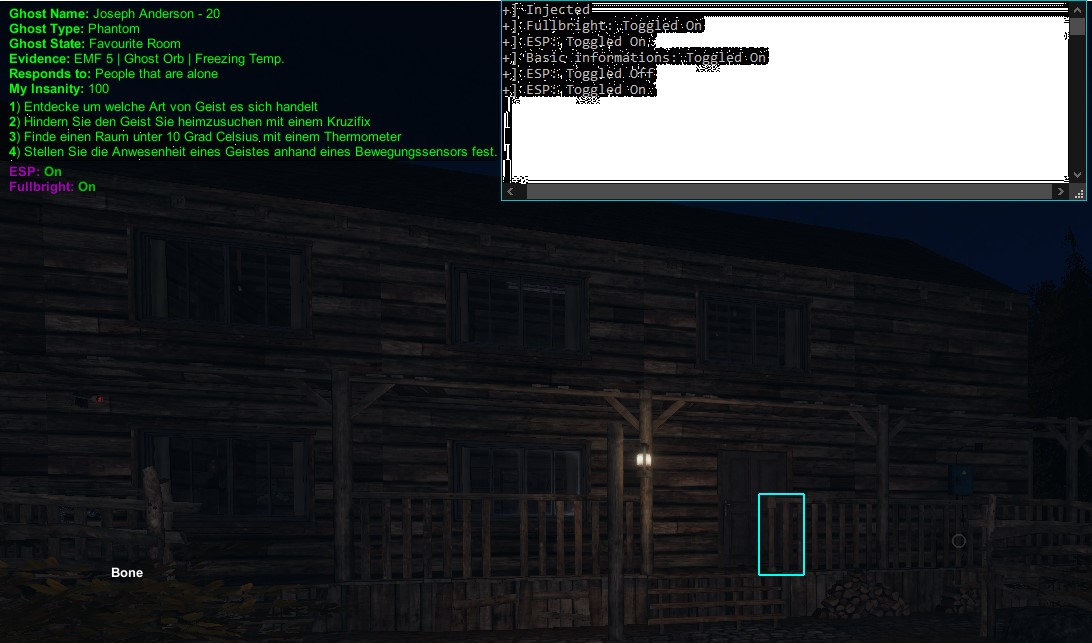 Ghost Name: Joseph Anderson - 20
Ghost Type: Phantom
Ghost State: Favourite Room
Evidence: EMF 5 | Ghost Orb | Freezing Temp.
Responds to: People that are alone
My Insanity: 100
1) Entdecke um welche Art von Geist es sich handelt
2) Hindern Sie den Geist Sie heimzusuchen mit einem Kruzifix
3) Finde einen Raum unter 10 Grad Celsius mit einem Thermometer
4) Stellen Sie die Anwesenheit eines Geistes anhand eines Bewegungssensors fest.
ESP: On
Fullbright: On
+] Injected
+] Fullbright: Toggled On
+] ESP: Toggled On
+] Basic informations: Toggled On
+] ESP: Toggled Off
+] ESP: Toggled On
Bone